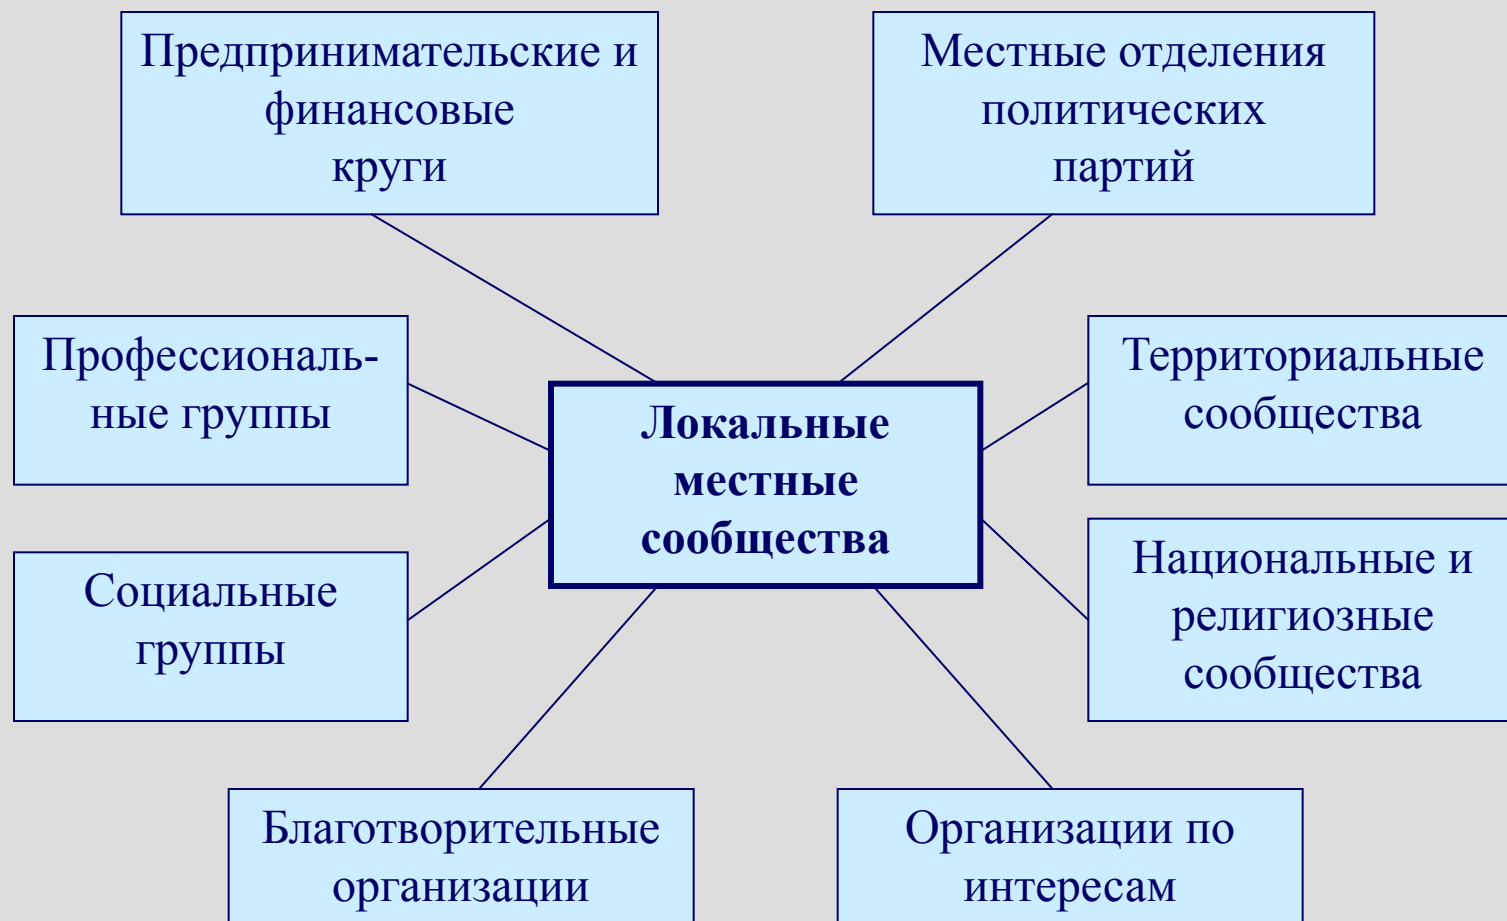 Предпринимательские и
финансовые
круги
Местные отделения
политических
партий
Профессиональ-
ные группы
Территориальные
сообщества
Локальные
местные
сообщества
Социальные
группы
Национальные и
религиозные
сообщества
Благотворительные
организации
Организации по
интересам